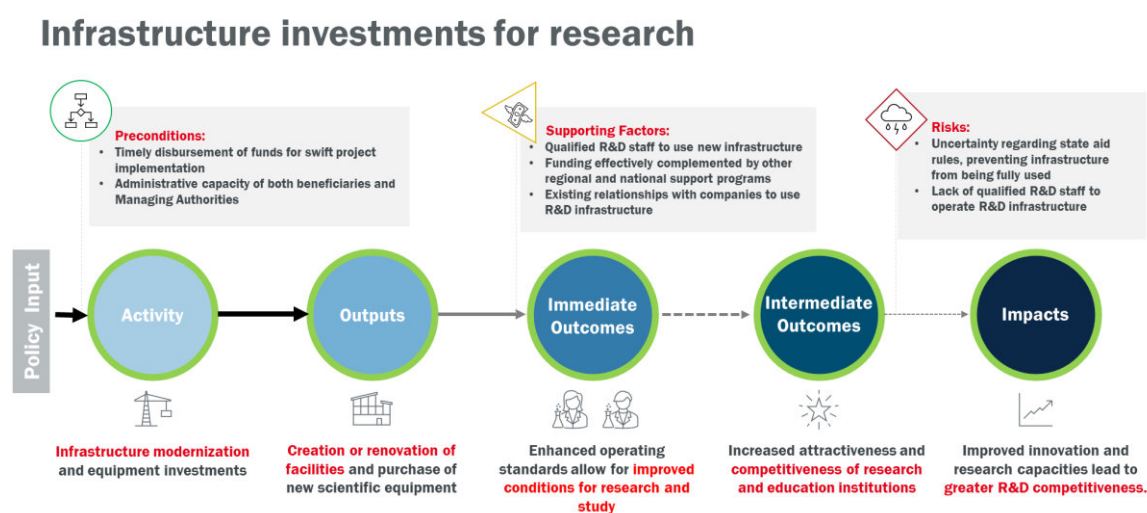 Infrastructure investments for research
Preconditions:
• Timely disbursement of funds for swift project
implementation
• Administrative capacity of both beneficiaries and
Managing Authorities
Supporting Factors:
• Qualified R&D staff to use new infrastructure
• Funding effectively complemented by other
regional and national support programs
• Existing relationships with companies to use
R&D infrastructure
Risks:
• Uncertainty regarding state aid
rules, preventing infrastructure
from being fully used
• Lack of qualified R&D staff to
operate R&D infrastructure
Policy Input
Activity
Outputs
Immediate
Outcomes
Intermediate
Outcomes
Impacts
Infrastructure modernization
and equipment investments
Creation or renovation of
facilities and purchase of
new scientific equipment
Enhanced operating
standards allow for improved
conditions for research and
study
Increased attractiveness and
competitiveness of research
and education institutions
Improved innovation and
research capacities lead to
greater R&D competitiveness.